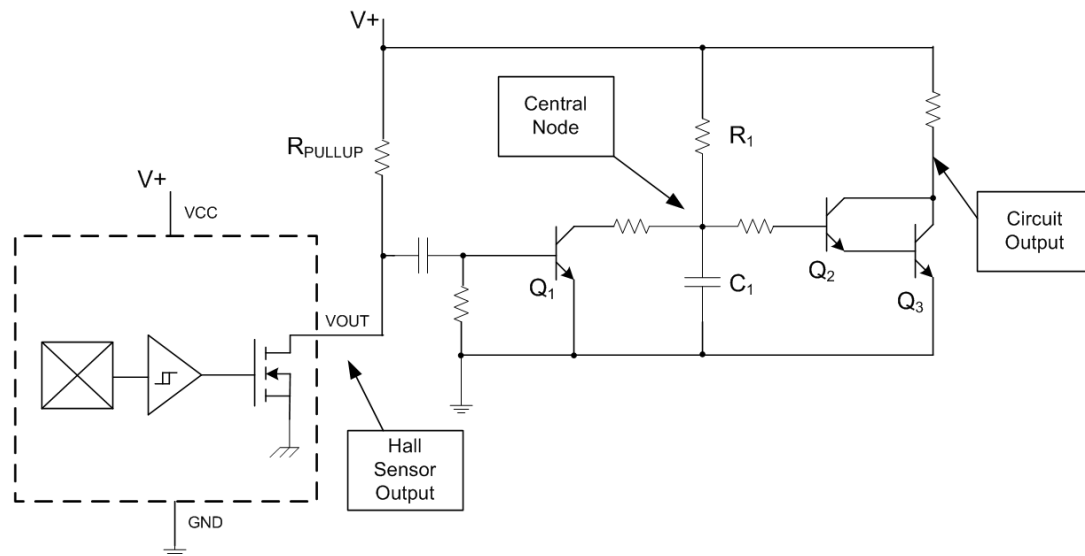 V+
Central
Node
R1
RPULLUP
V+
VCC
Circuit
Output
Q1
C1
Q2
Q3
VOUT
Hall
Sensor
Output
GND